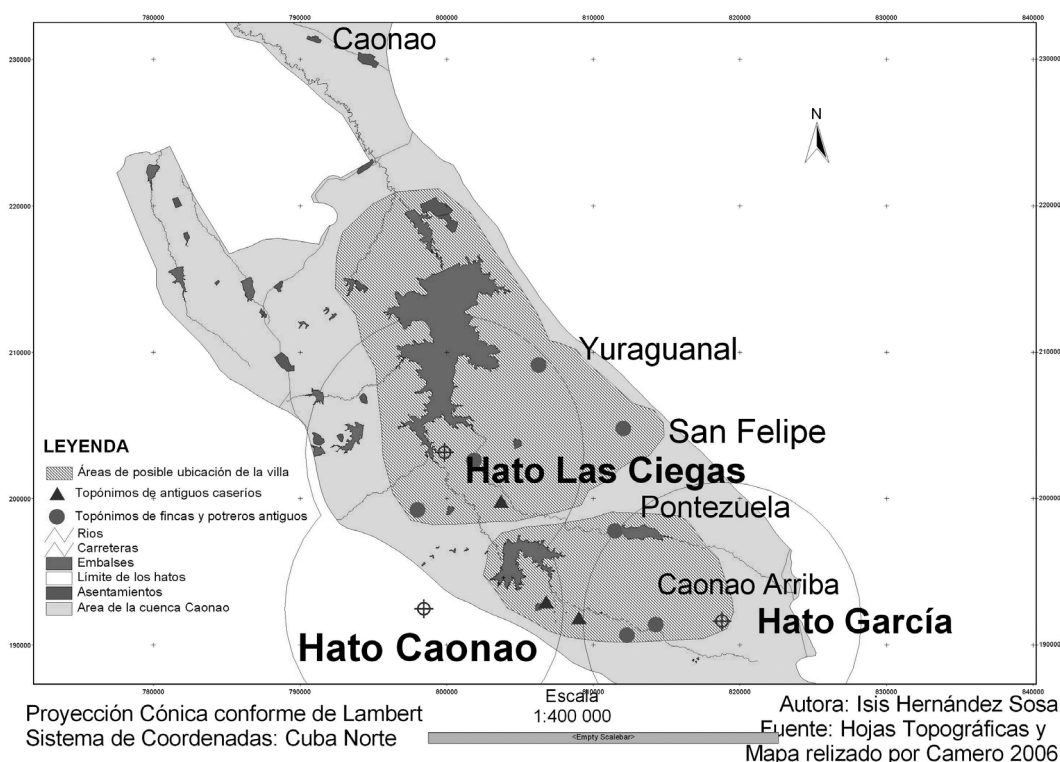 780000 790000 800000 810000 820000 830000 840000
230000 230000
220000 220000
210000 210000
200000 200000
190000 190000
Caonao
N
Yuraguanal
San Felipe
Hato Las Ciegas
Pontezuela
Caonao Arriba
Hato García
Hato Caonao
LEYENDA
Áreas de posible ubicación de la villa
Topónimos de antiguos caseríos
Topónimos de fincas y potreros antiguos
Rios
Carreteras
Embalses
Limite de los hatos
Asentamientos
Area de la cuenca Caonao
780000 790000 800000 810000 820000 830000 840000
Proyección Cónica conforme de Lambert
Sistema de Coordenadas: Cuba Norte
Escala
1:400 000
<Empty Scalebar>
Autora: Isis Hernández Sosa
Fuente: Hojas Topográficas y
Mapa relizado por Camero 2006